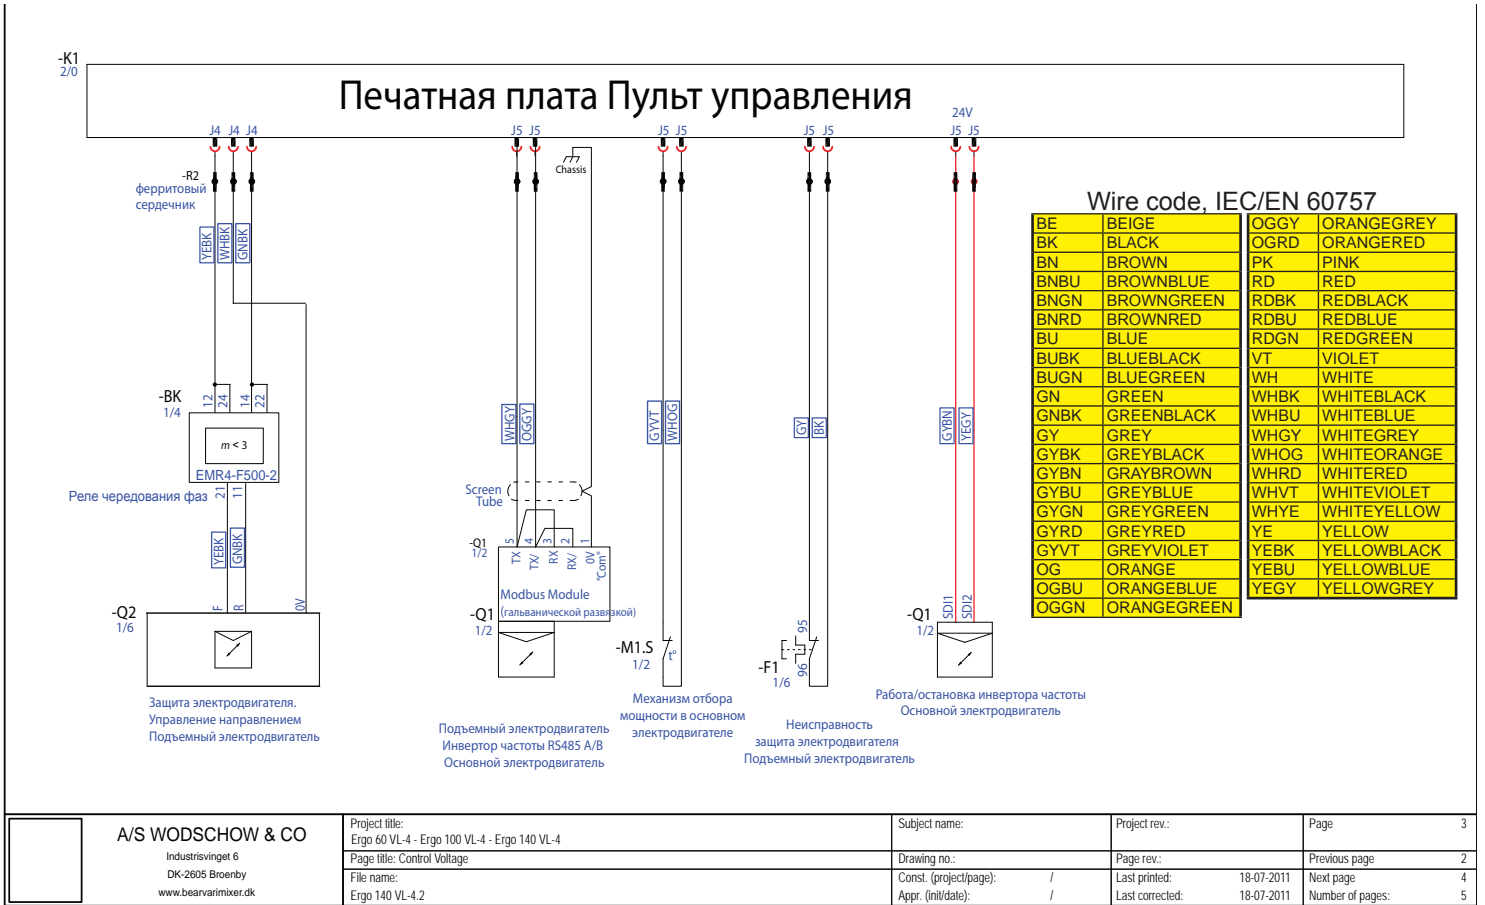 -K1
2/0
Печатная плата Пульт управления
24V
J4 J4 J4
J5 J5
J5 J5
J5 J5
J5 J5
Chassis
-R2
ферритовый
сердечник
YEBK
WHBK
GNBK
-BK
1/4
12
24
14
22
m < 3
EMR4-F500-2
Реле чередования фаз
21
11
YEBK
GNBK
-Q2
1/6
F
R
0V
Защита электродвигателя.
Управление направлением
Подъемный электродвигатель
WHGY
OGGY
Screen
Tube
-Q1
1/2
5
4
3
2
1
TX
TX/
RX
RX/
0V
"Com"
Modbus Module
(гальванической развязкой)
-Q1
1/2
Подъемный электродвигатель
Инвертор частоты RS485 A/B
Основной электродвигатель
GYVT
WHOG
-M1.S
1/2
t°
Механизм отбора
мощности в основном
электродвигателе
GY
BK
95
96
-F1
1/6
Неисправность
защита электродвигателя
Подъемный электродвигатель
GYBN
YEGY
SDI1
SDI2
-Q1
1/2
Работа/остановка инвертора частоты
Основной электродвигатель
Wire code, IEC/EN 60757
BE BEIGE OGGY ORANGEGREY
BK BLACK OGRD ORANGERED
BN BROWN PK PINK
BNBU BROWNBLUE RD RED
BNGN BROWNGREEN RDBK REDBLACK
BNRD BROWNRED RDBU REDBLUE
BU BLUE RDGN REDGREEN
BUBK BLUEBLACK VT VIOLET
BUGN BLUEGREEN WH WHITE
GN GREEN WHBK WHITEBLACK
GNBK GREENBLACK WHBU WHITEBLUE
GY GREY WHGY WHITEGREY
GYBK GREYBLACK WHOG WHITEORANGE
GYBN GRAYBROWN WHRD WHITERED
GYBU GREYBLUE WHVT WHITEVIOLET
GYGN GREYGREEN WHYE WHITEYELLOW
GYRD GREYRED YE YELLOW
GYVT GREYVIOLET YEBK YELLOWBLACK
OG ORANGE YEBU YELLOWBLUE
OGBU ORANGEBLUE YEGY YELLOWGREY
OGGN ORANGEGREEN
A/S WODSCHOW & CO
Industrisvinget 6
DK-2605 Broenby
www.bearvarimixer.dk
Project title:
Ergo 60 VL-4 - Ergo 100 VL-4 - Ergo 140 VL-4
Page title: Control Voltage
File name:
Ergo 140 VL-4.2
Subject name:
Drawing no.:
Const. (project/page): /
Appr. (init/date): /
Project rev.:
Page rev.:
Last printed: 18-07-2011
Last corrected: 18-07-2011
Page 3
Previous page 2
Next page 4
Number of pages: 5